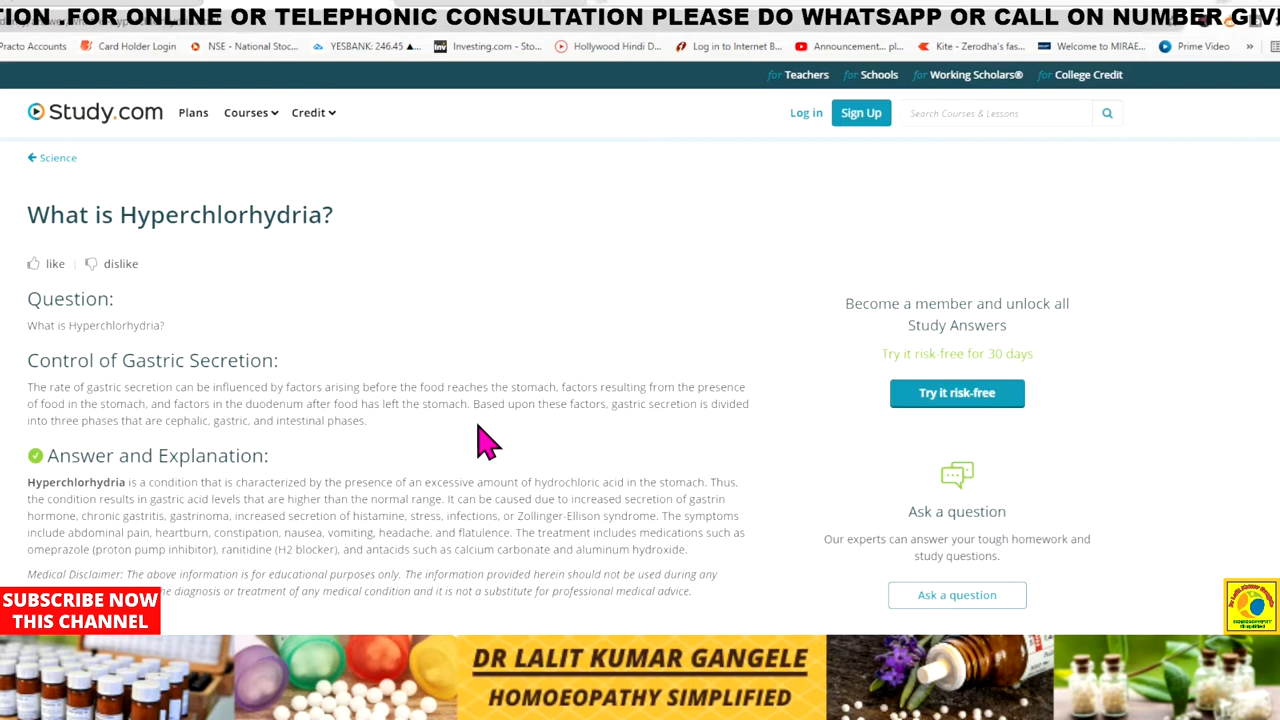 LION . FOR ONLINE OR TELEPHONIC CONSULTATION PLEASE DO WHATSAPP OR CALL ON NUMBER GIV
Practo Accounts Card Holder Login NSE - National Stoc... YESBANK: 246.45 Investing.com - Sto... Hollywood Hindi D... Log in to Internet B... Announcement... pl... Kite - Zerodha's fas... Welcome to MIRAE... Prime Video »
for Teachers for Schools for Working Scholars® for College Credit
Study.com Plans Courses Credit Log in Sign Up Search Courses & Lessons
Science
What is Hyperchlorhydria?
like | dislike
Question:
What is Hyperchlorhydria?
Control of Gastric Secretion:
The rate of gastric secretion can be influenced by factors arising before the food reaches the stomach, factors resulting from the presence
of food in the stomach, and factors in the duodenum after food has left the stomach. Based upon these factors, gastric secretion is divided
into three phases that are cephalic, gastric, and intestinal phases.
Answer and Explanation:
Hyperchlorhydria is a condition that is characterized by the presence of an excessive amount of hydrochloric acid in the stomach. Thus,
the condition results in gastric acid levels that are higher than the normal range. It can be caused due to increased secretion of gastrin
hormone, chronic gastritis, gastrinoma, increased secretion of histamine, stress, infections, or Zollinger-Ellison syndrome. The symptoms
include abdominal pain, heartburn, constipation, nausea, vomiting, headache, and flatulence. The treatment includes medications such as
omeprazole (proton pump inhibitor), ranitidine (H2 blocker), and antacids such as calcium carbonate and aluminum hydroxide.
Medical Disclaimer: The above information is for educational purposes only. The information provided herein should not be used during any
diagnosis or treatment of any medical condition and it is not a substitute for professional medical advice.
Become a member and unlock all
Study Answers
Try it risk-free for 30 days
Try it risk-free
Ask a question
Our experts can answer your tough homework and
study questions.
Ask a question
SUBSCRIBE NOW
THIS CHANNEL
DR LALIT KUMAR GANGELE
HOMOEOPATHY SIMPLIFIED